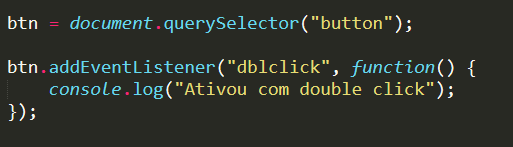 btn = document.querySelector("button");
btn.addEventListener("dblclick", function() {
    console.log("Ativou com double click");
});